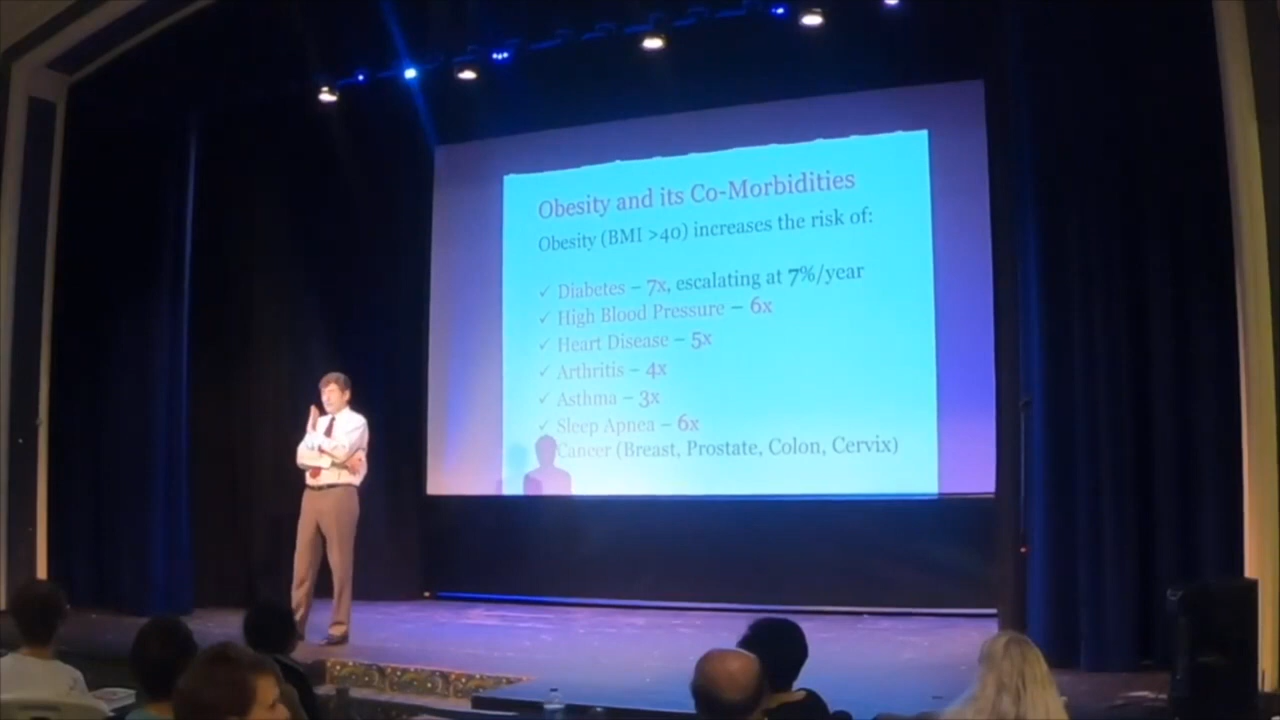 Obesity and its Co-Morbidities
Obesity (BMI >40) increases the risk of:
✓ Diabetes – 7x, escalating at 7%/year
✓ High Blood Pressure – 6x
✓ Heart Disease – 5x
✓ Arthritis – 4x
✓ Asthma – 3x
✓ Sleep Apnea – 6x
Cancer (Breast, Prostate, Colon, Cervix)